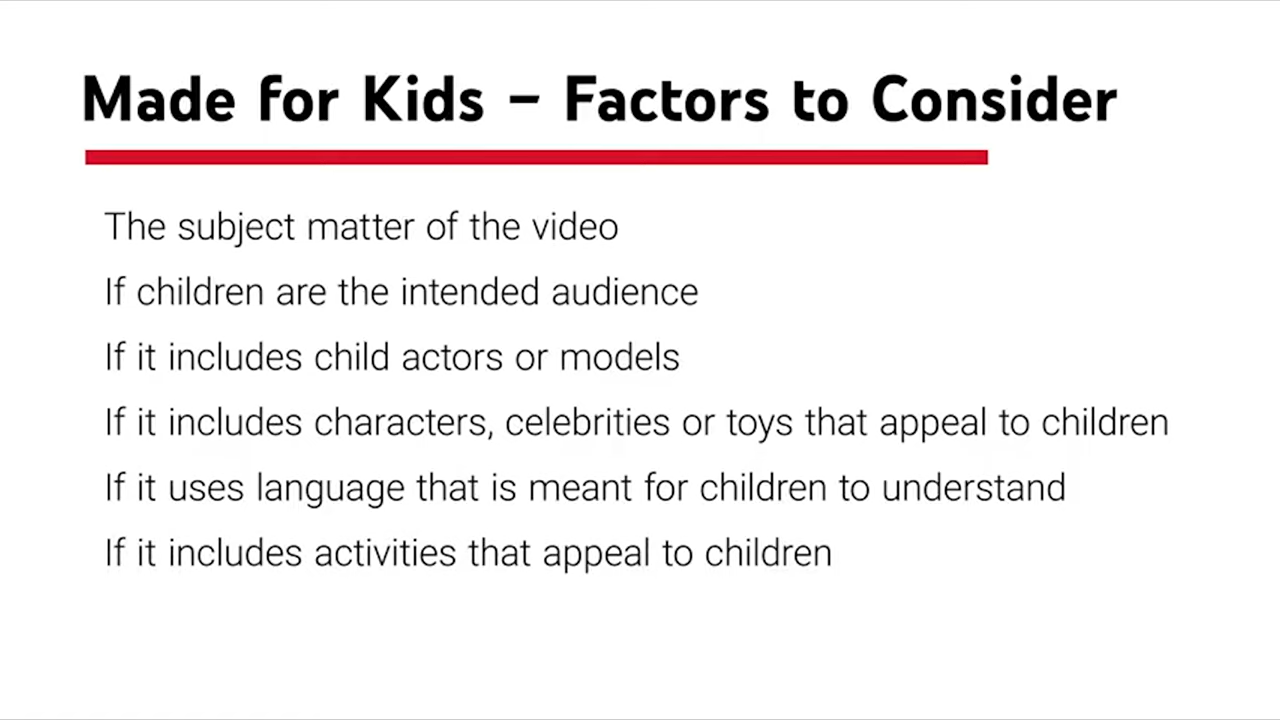 Made for Kids – Factors to Consider
The subject matter of the video
If children are the intended audience
If it includes child actors or models
If it includes characters, celebrities or toys that appeal to children
If it uses language that is meant for children to understand
If it includes activities that appeal to children